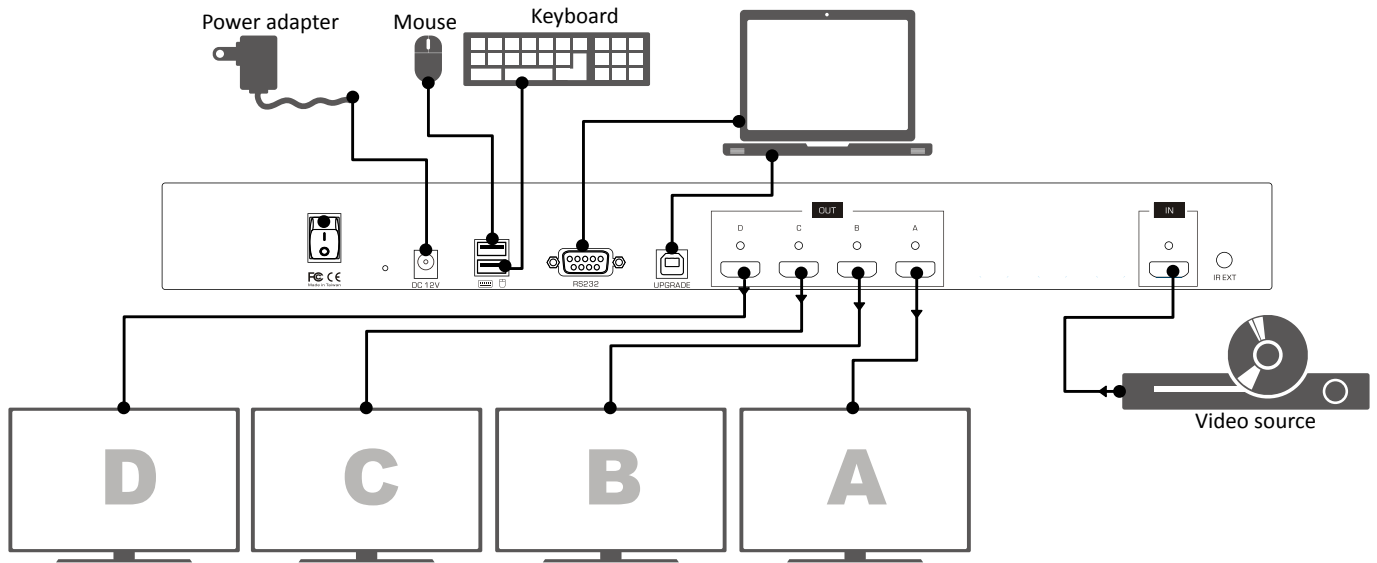 Power adapter
Mouse
Keyboard
OUT
IN
D
C
B
A
FC CE
Made in Taiwan
DC 12V
RS232
UPGRADE
IR EXT
Video source
D
C
B
A